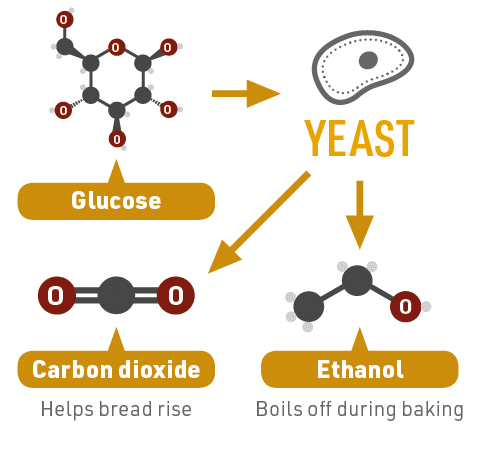 O
O
O
O
O
O
YEAST
Glucose
O
O
O
Carbon dioxide
Ethanol
Helps bread rise
Boils off during baking